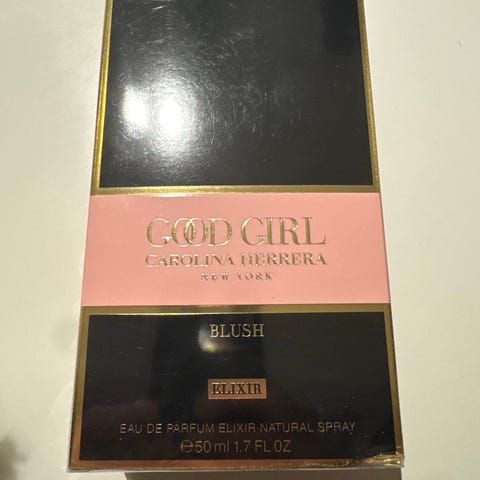 GOOD GIRL
CAROLINA HERRERA
NEW YORK
BLUSH
ELIXIR
EAU DE PARFUM ELIXIR NATURAL SPRAY
℮50 ml 1.7 FL OZ